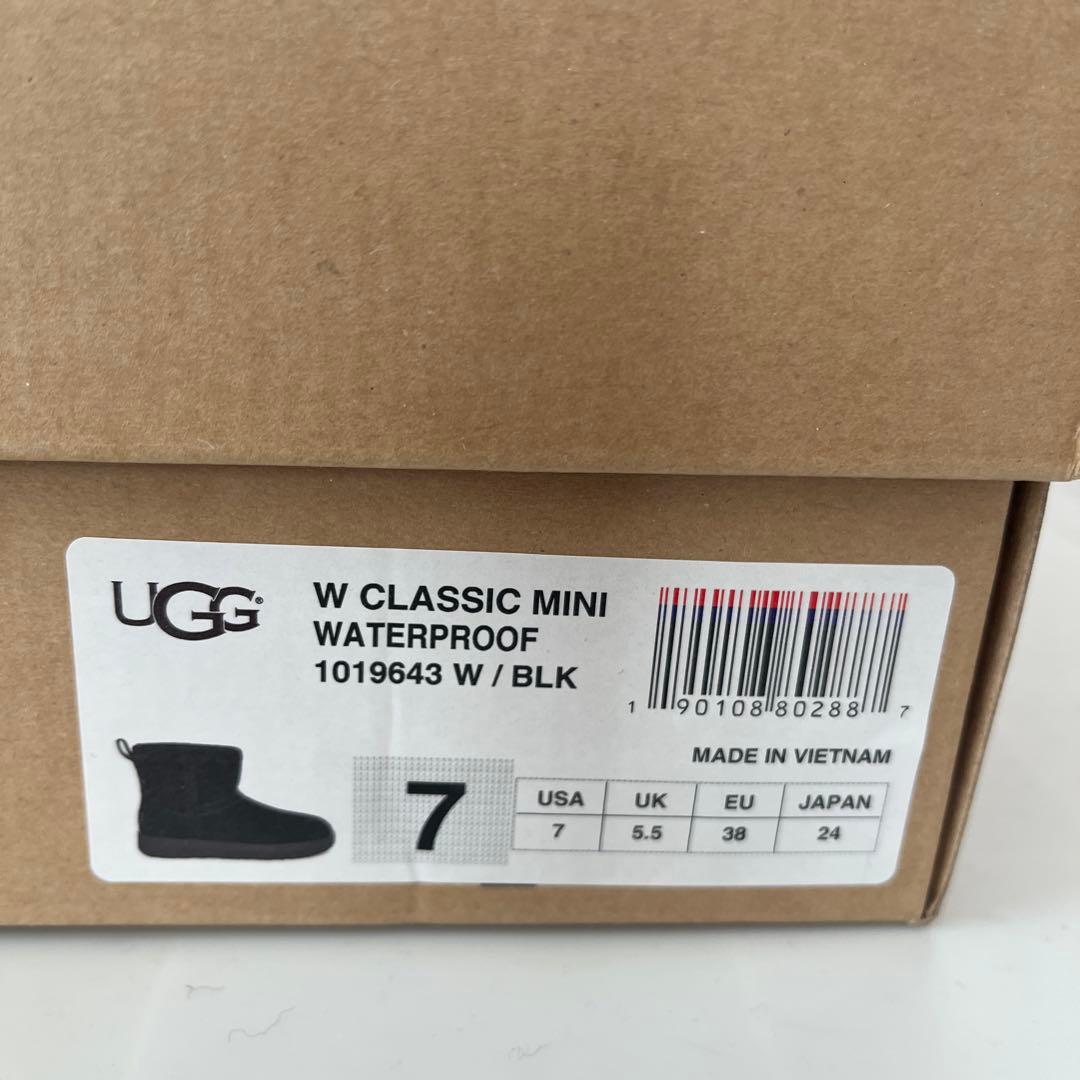 UGG®
W CLASSIC MINI
WATERPROOF
1019643 W / BLK
1 90108 80288 7
MADE IN VIETNAM
7
USA UK EU JAPAN
7 5.5 38 24